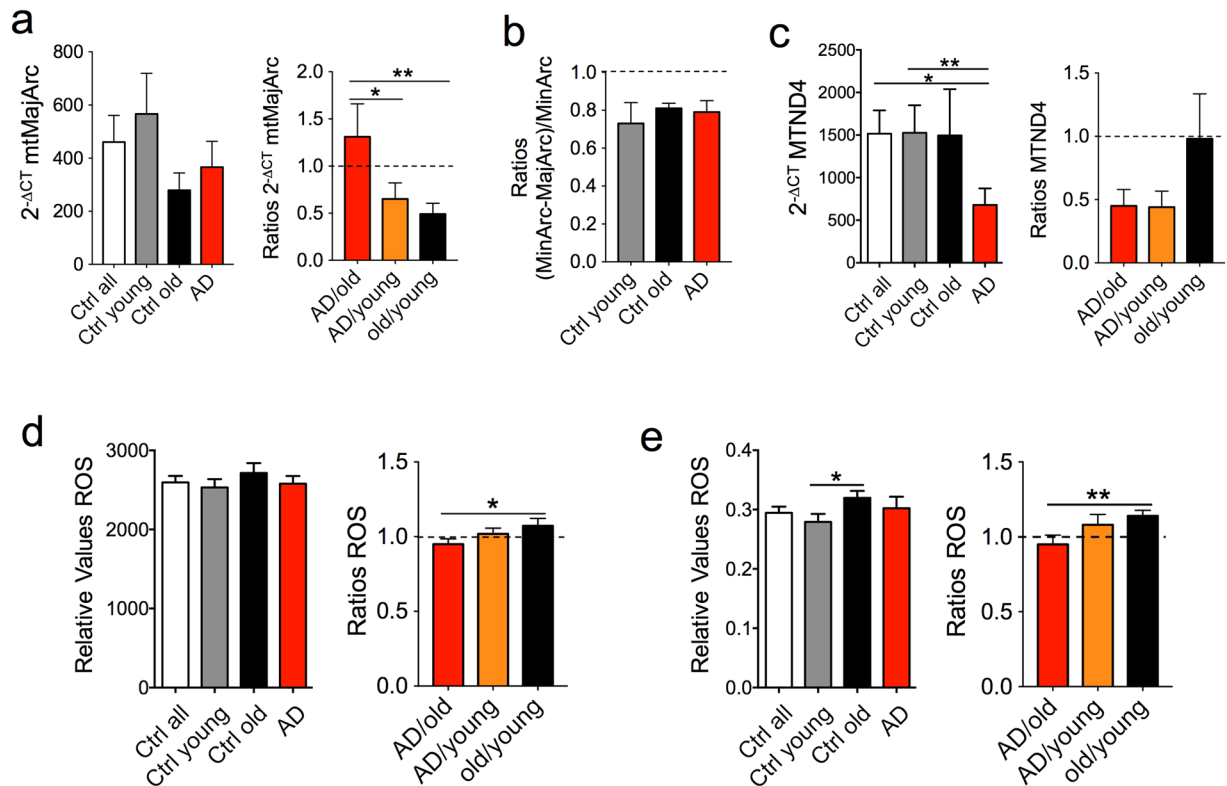 a
2-ΔCT mtMajArc
800
600
400
200
0
Ctrl all
Ctrl young
Ctrl old
AD
Ratios 2-ΔCT mtMajArc
2.0
1.5
1.0
0.5
0.0
**
*
AD/old
AD/young
old/young
b
Ratios
(MinArc-MajArc)/MinArc
1.0
0.8
0.6
0.4
0.2
0.0
Ctrl young
Ctrl old
AD
c
2-ΔCT MTND4
2500
2000
1500
1000
500
0
**
*
Ctrl all
Ctrl young
Ctrl old
AD
Ratios MTND4
1.5
1.0
0.5
0.0
AD/old
AD/young
old/young
d
Relative Values ROS
3000
2000
1000
0
Ctrl all
Ctrl young
Ctrl old
AD
Ratios ROS
1.5
1.0
0.5
0.0
*
AD/old
AD/young
old/young
e
Relative Values ROS
0.4
0.3
0.2
0.1
0.0
*
Ctrl all
Ctrl young
Ctrl old
AD
Ratios ROS
1.5
1.0
0.5
0.0
**
AD/old
AD/young
old/young